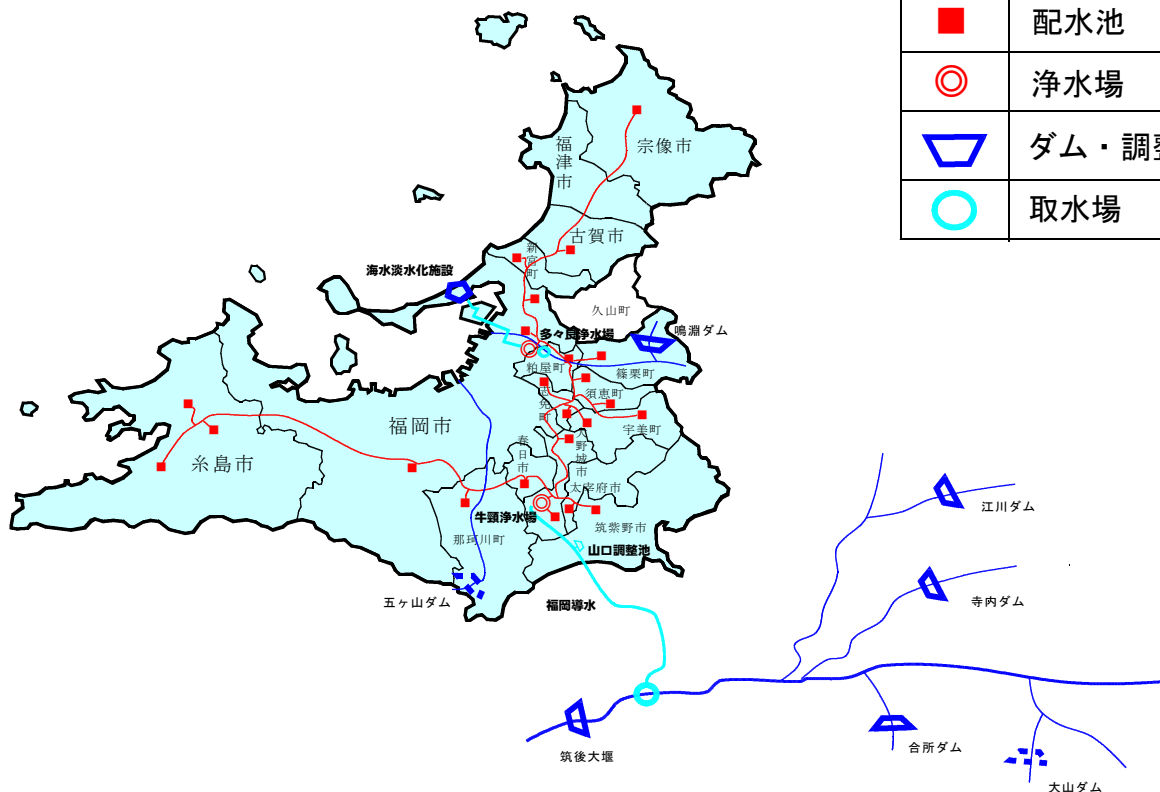 配水池
浄水場
ダム・調整
取水場
福津市
宗像市
古賀市
新宮町
海水淡水化施設
久山町
多々良浄水場
鳴淵ダム
粕屋町
篠栗町
須恵町
志免町
宇美町
福岡市
糸島市
春日市
大野城市
太宰府市
牛頸浄水場
筑紫野市
那珂川町
山口調整池
五ヶ山ダム
福岡導水
江川ダム
寺内ダム
筑後大堰
合所ダム
大山ダム